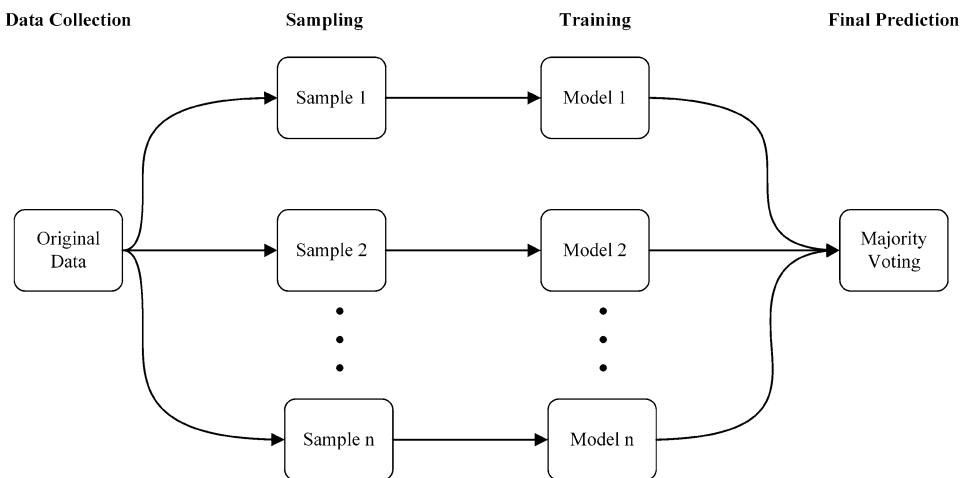 Data Collection
Sampling
Training
Final Prediction
Sample 1
Model 1
Original
Data
Sample 2
Model 2
Majority
Voting
Sample n
Model n